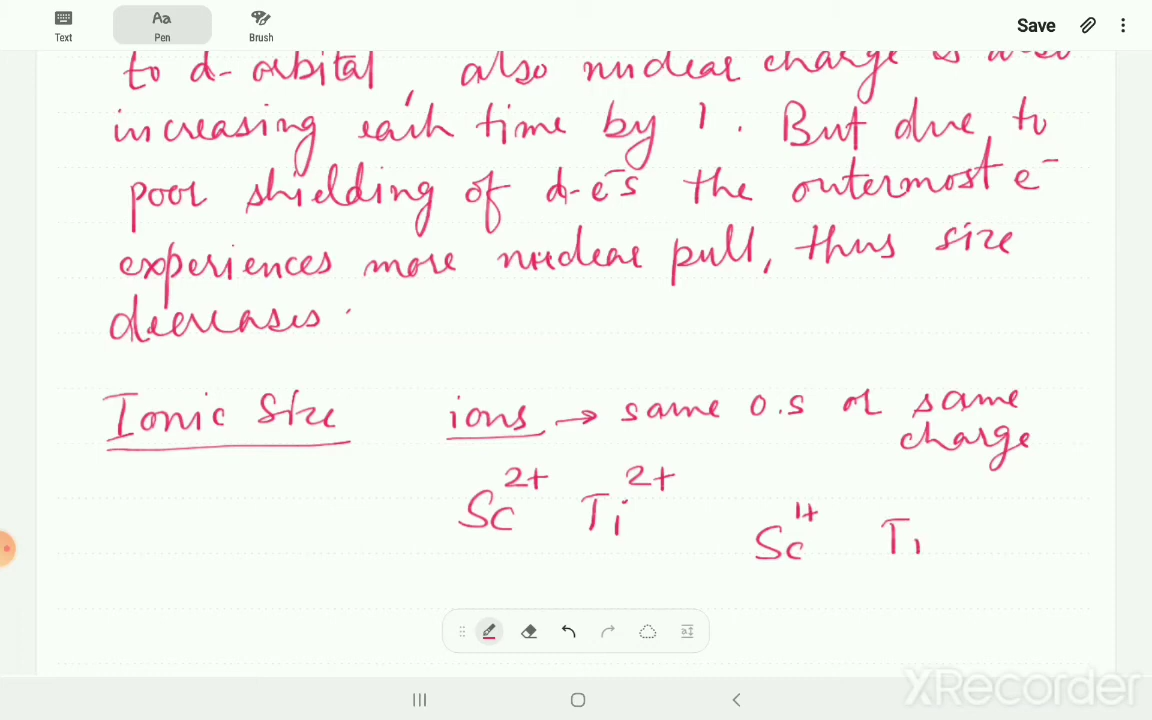 Text
Aa
Pen
Brush
Save
to d-orbital, also nuclear charge is also
increasing each time by 1. But due to
poor shielding of d-e⁻s the outermost e⁻
experiences more nuclear pull, thus size
decreases.
Ionic Size ions → same O.S or same
charge
Sc²⁺ Ti²⁺
Sc¹⁺ Ti
XRecorder